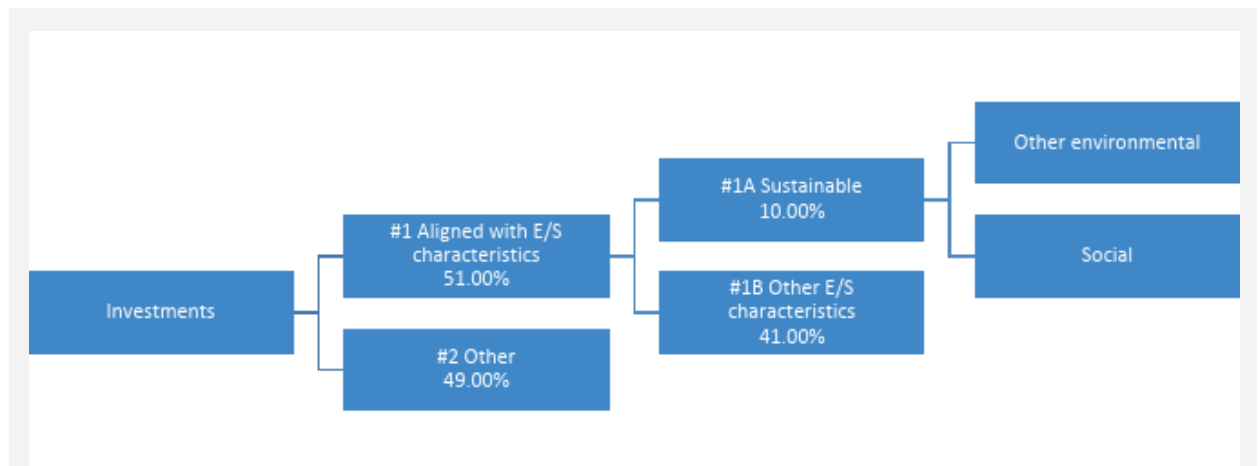 Investments
#1 Aligned with E/S
characteristics
51.00%
#2 Other
49.00%
#1A Sustainable
10.00%
#1B Other E/S
characteristics
41.00%
Other environmental
Social